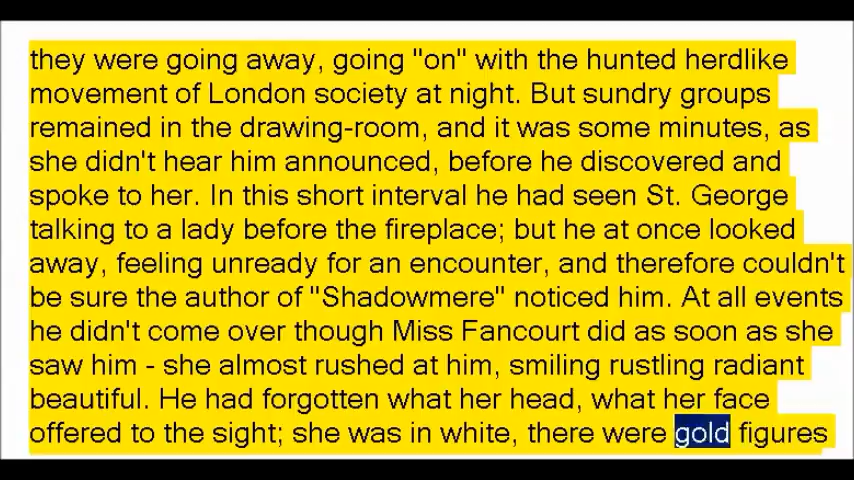 they were going away, going "on" with the hunted herdlike
movement of London society at night. But sundry groups
remained in the drawing-room, and it was some minutes, as
she didn't hear him announced, before he discovered and
spoke to her. In this short interval he had seen St. George
talking to a lady before the fireplace; but he at once looked
away, feeling unready for an encounter, and therefore couldn't
be sure the author of "Shadowmere" noticed him. At all events
he didn't come over though Miss Fancourt did as soon as she
saw him - she almost rushed at him, smiling rustling radiant
beautiful. He had forgotten what her head, what her face
offered to the sight; she was in white, there were gold figures